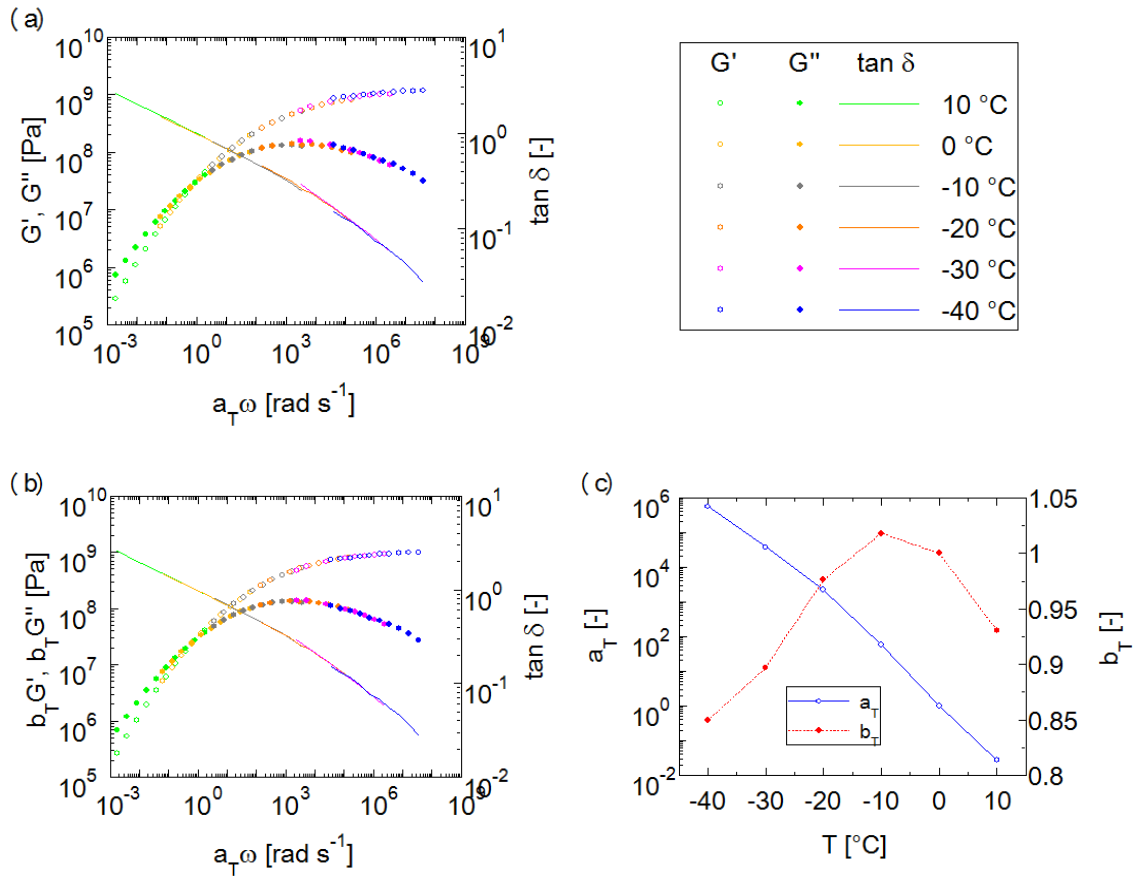 (a)
10^10
10^9
10^8
10^7
10^6
10^5
G', G'' [Pa]
10^1
10^0
10^-1
10^-2
tan δ [-]
10^-3 10^0 10^3 10^6 10^9
a_T ω [rad s^-1]
G' G'' tan δ
10 °C
0 °C
-10 °C
-20 °C
-30 °C
-40 °C
(b)
10^10
10^9
10^8
10^7
10^6
10^5
b_T G', b_T G'' [Pa]
10^1
10^0
10^-1
10^-2
tan δ [-]
10^-3 10^0 10^3 10^6 10^9
a_T ω [rad s^-1]
(c)
10^6
10^4
10^2
10^0
10^-2
a_T [-]
1.05
1
0.95
0.9
0.85
0.8
b_T [-]
a_T
b_T
-40 -30 -20 -10 0 10
T [°C]